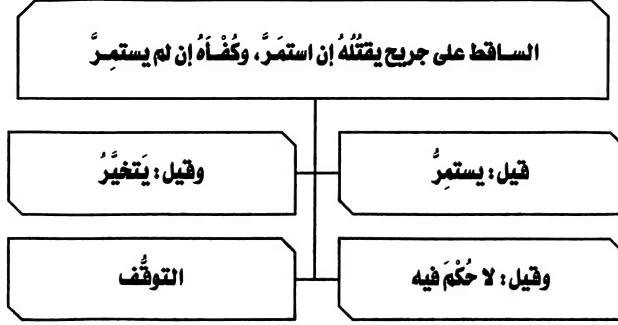 الساقط على جريح يقتُلُهُ إن استمَرَّ، وكُفْأَهُ إن لم يستمِرَّ
قيل: يستمِرُّ
وقيل: يَتخيَّرُ
وقيل: لا حُكْمَ فيه
التوقُّف